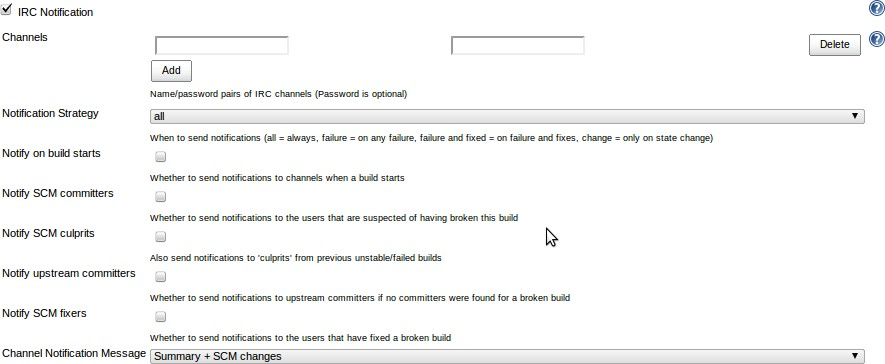 IRC Notification
Channels
Delete
Add
Name/password pairs of IRC channels (Password is optional)
Notification Strategy
all
When to send notifications (all = always, failure = on any failure, failure and fixed = on failure and fixes, change = only on state change)
Notify on build starts
Whether to send notifications to channels when a build starts
Notify SCM committers
Whether to send notifications to the users that are suspected of having broken this build
Notify SCM culprits
Also send notifications to 'culprits' from previous unstable/failed builds
Notify upstream committers
Whether to send notifications to upstream committers if no committers were found for a broken build
Notify SCM fixers
Whether to send notifications to the users that have fixed a broken build
Channel Notification Message
Summary + SCM changes